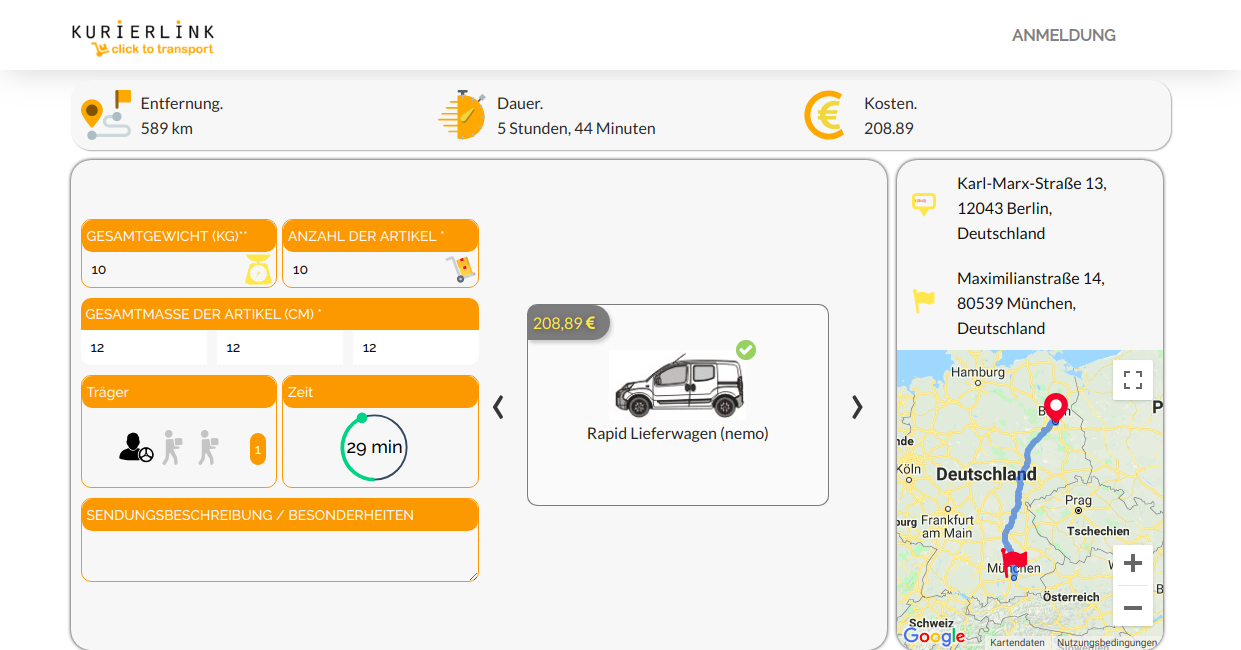 KURIERLINK
click to transport
ANMELDUNG
Entfernung.
589 km
Dauer.
5 Stunden, 44 Minuten
Kosten.
208.89
GESAMTGEWICHT (KG)**
10
ANZAHL DER ARTIKEL *
10
GESAMTMASSE DER ARTIKEL (CM) *
12
12
12
Träger
1
Zeit
29 min
SENDUNGSBESCHREIBUNG / BESONDERHEITEN
208,89 €
Rapid Lieferwagen (nemo)
Karl-Marx-Straße 13,
12043 Berlin,
Deutschland
Maximilianstraße 14,
80539 München,
Deutschland
Hamburg
P
Köln
Deutschland
Prag
Frankfurt
am Main
Tschechien
München
Österreich
Schweiz
Google
Kartendaten
Nutzungsbedingungen